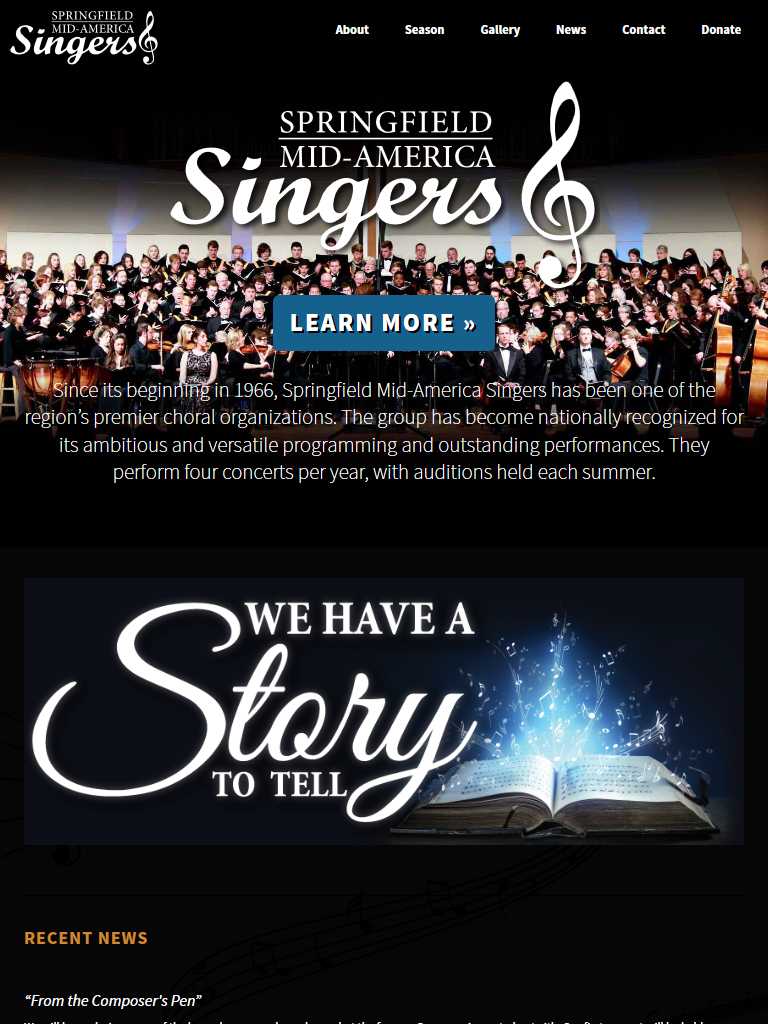 SPRINGFIELD
MID-AMERICA
Singers
About Season Gallery News Contact Donate
SPRINGFIELD
MID-AMERICA
Singers
LEARN MORE »
Since its beginning in 1966, Springfield Mid-America Singers has been one of the
region’s premier choral organizations. The group has become nationally recognized for
its ambitious and versatile programming and outstanding performances. They
perform four concerts per year, with auditions held each summer.
WE HAVE A
Story
TO TELL
RECENT NEWS
“From the Composer's Pen”